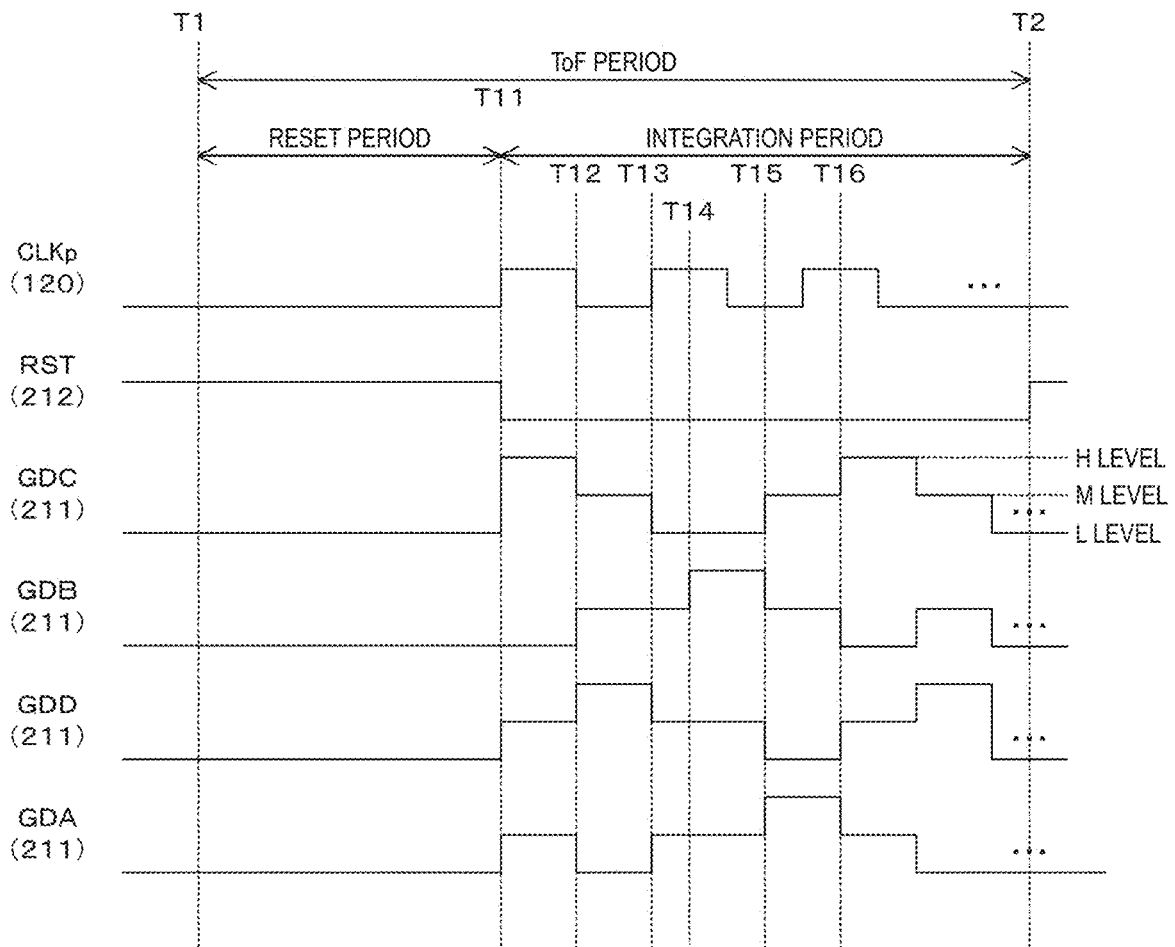 T1 T2
ToF PERIOD
T11
RESET PERIOD INTEGRATION PERIOD
T12 T13 T15 T16
T14
CLKp
(120)
...
RST
(212)
GDC
(211)
H LEVEL
M LEVEL
...
L LEVEL
GDB
(211)
...
GDD
(211)
...
GDA
(211)
...